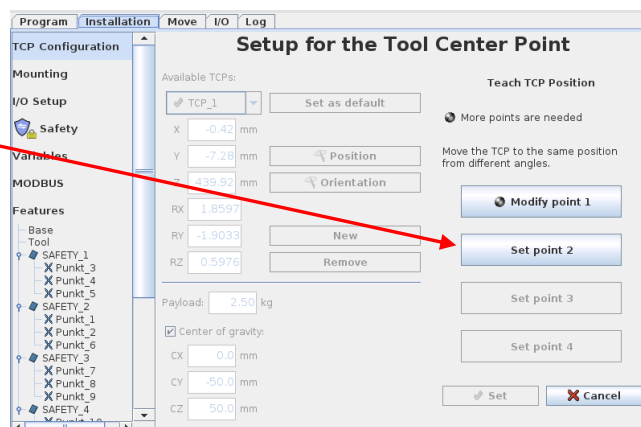 Program Installation Move I/O Log
TCP Configuration
Mounting
I/O Setup
Safety
Variables
MODBUS
Features
Base
Tool
SAFETY_1
Punkt_3
Punkt_4
Punkt_5
SAFETY_2
Punkt_1
Punkt_2
Punkt_6
SAFETY_3
Punkt_7
Punkt_8
Punkt_9
SAFETY_4
Setup for the Tool Center Point
Available TCPs:
TCP_1 Set as default
X -0.42 mm
Y -7.28 mm Position
Z 439.92 mm Orientation
RX 1.8597
RY -1.9033 New
RZ 0.5976 Remove
Payload: 2.50 kg
Center of gravity:
CX 0.0 mm
CY -50.0 mm
CZ 50.0 mm
Teach TCP Position
More points are needed
Move the TCP to the same position
from different angles.
Modify point 1
Set point 2
Set point 3
Set point 4
Set Cancel